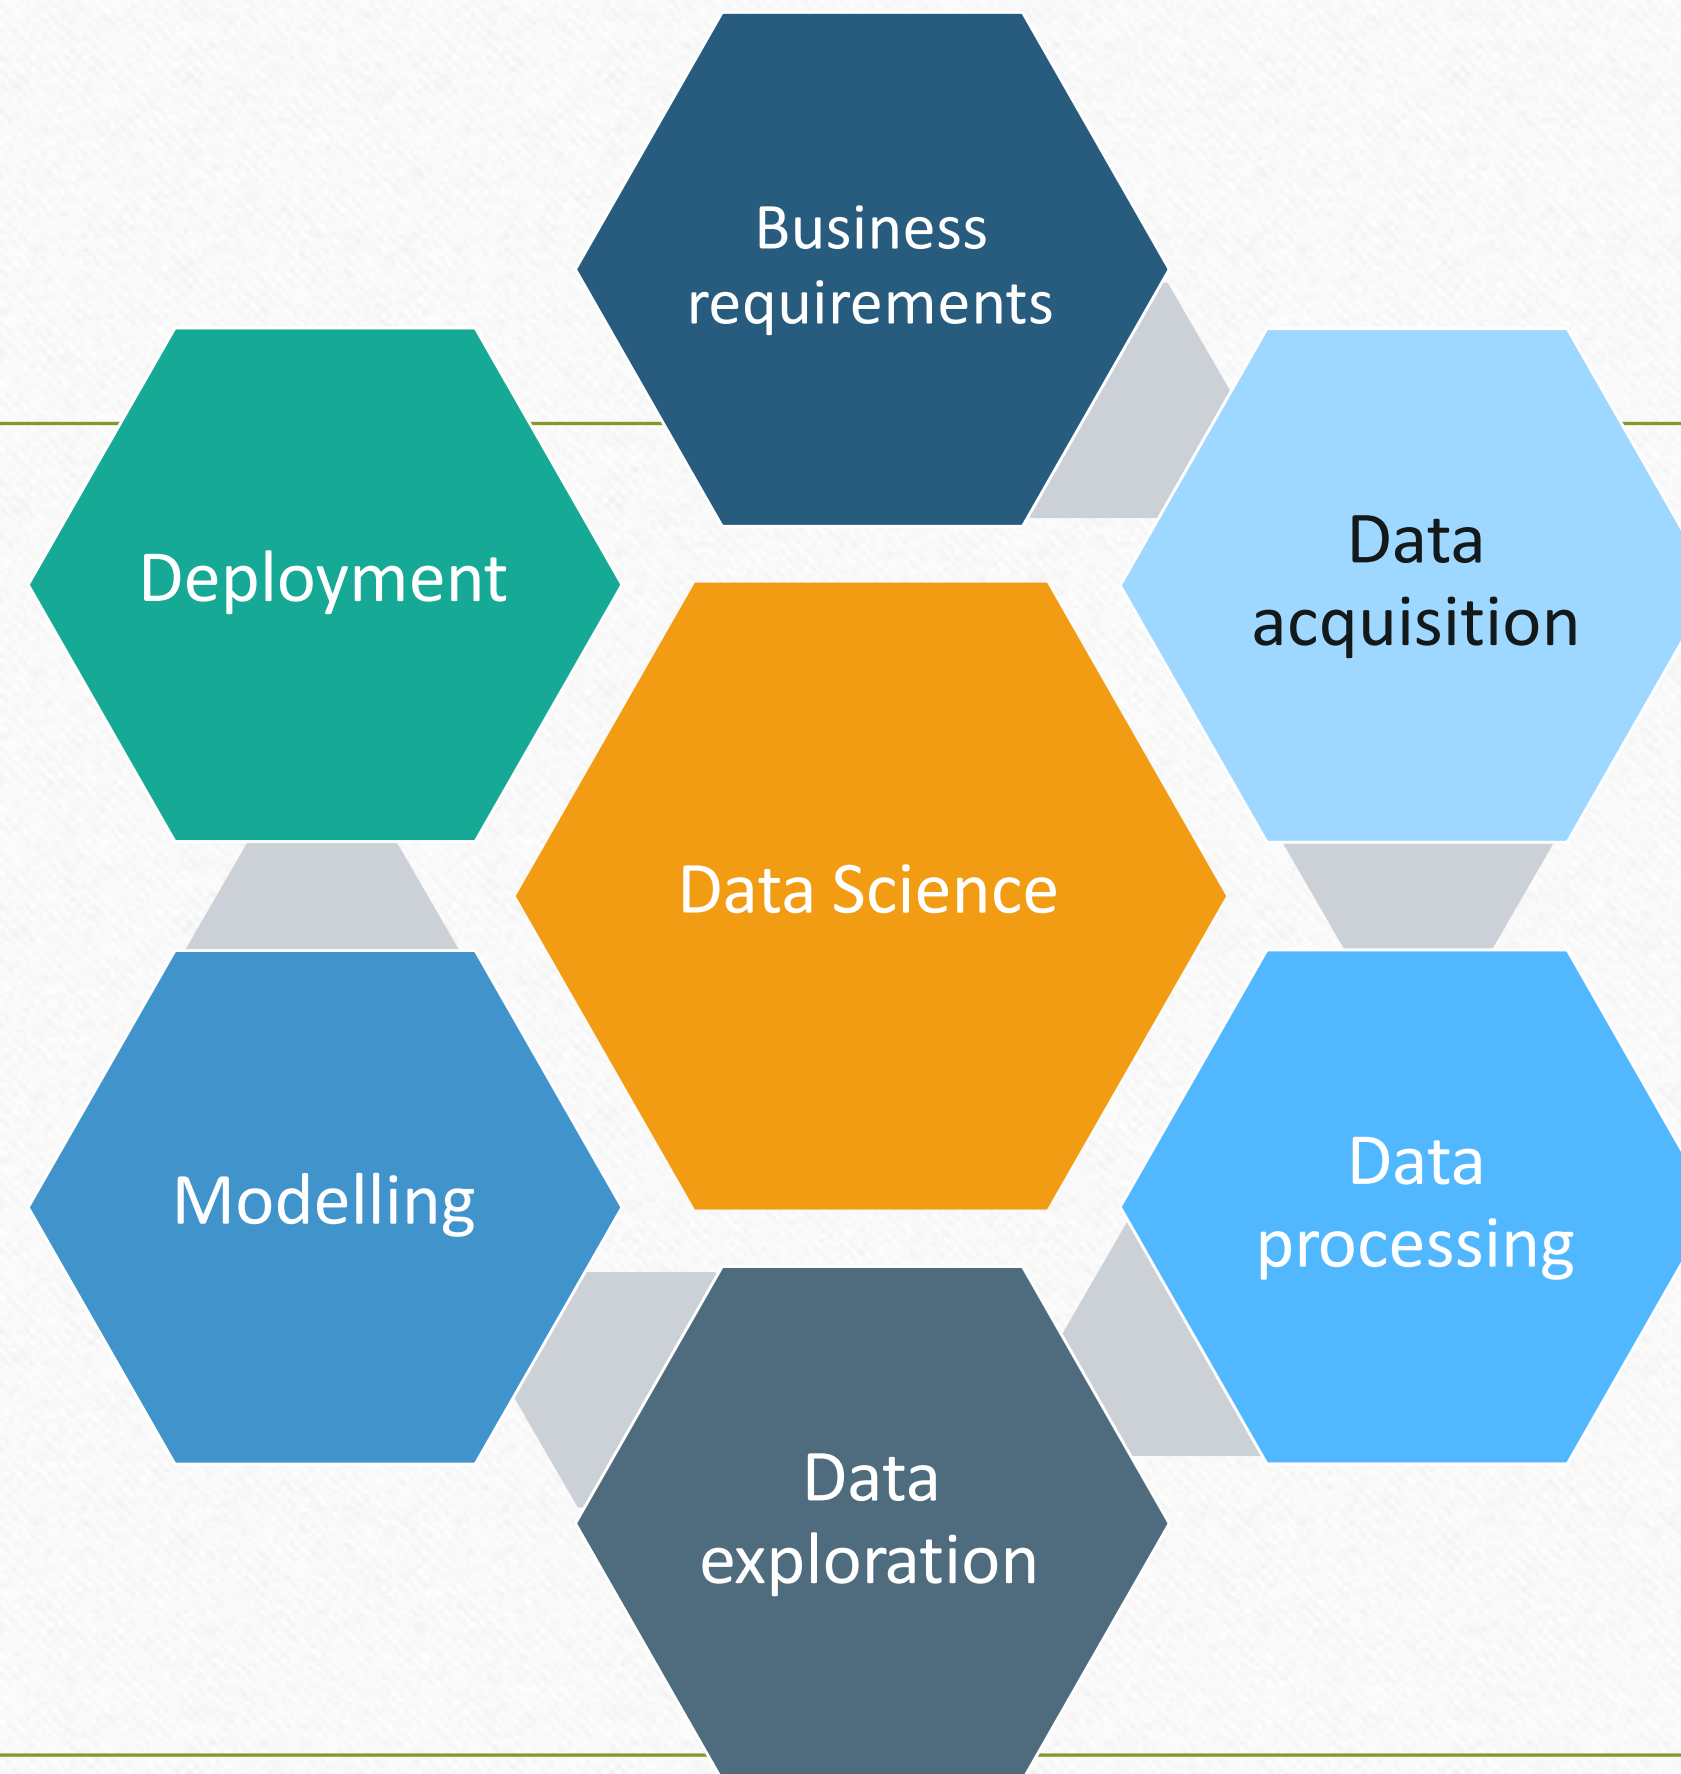 Business
requirements
Data
acquisition
Data
processing
Data
exploration
Modelling
Deployment
Data Science